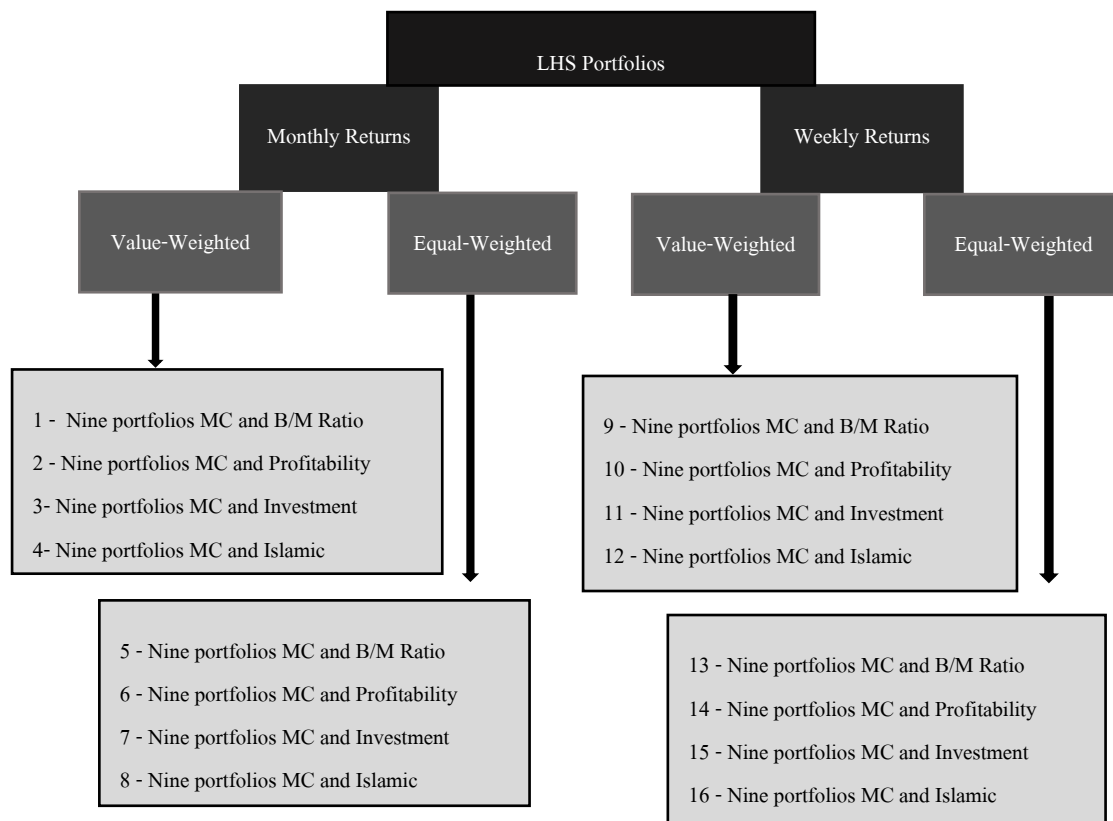 LHS Portfolios
Monthly Returns
Weekly Returns
Value-Weighted
Equal-Weighted
Value-Weighted
Equal-Weighted
1 - Nine portfolios MC and B/M Ratio
2 - Nine portfolios MC and Profitability
3- Nine portfolios MC and Investment
4- Nine portfolios MC and Islamic
9 - Nine portfolios MC and B/M Ratio
10 - Nine portfolios MC and Profitability
11 - Nine portfolios MC and Investment
12 - Nine portfolios MC and Islamic
5 - Nine portfolios MC and B/M Ratio
6 - Nine portfolios MC and Profitability
7 - Nine portfolios MC and Investment
8 - Nine portfolios MC and Islamic
13 - Nine portfolios MC and B/M Ratio
14 - Nine portfolios MC and Profitability
15 - Nine portfolios MC and Investment
16 - Nine portfolios MC and Islamic